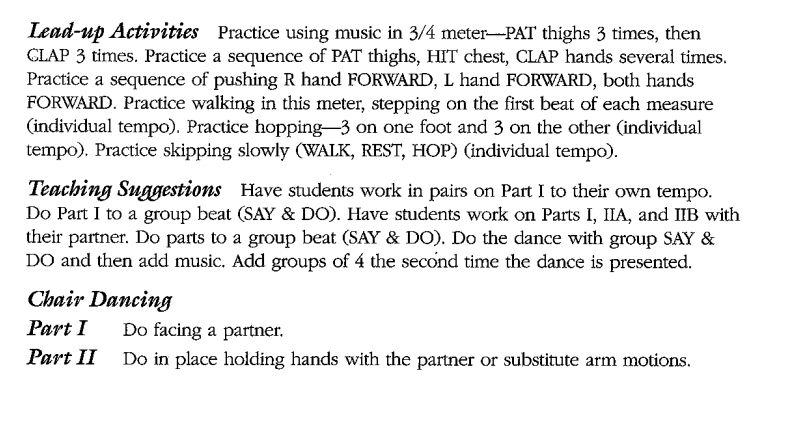 Lead-up Activities Practice using music in 3/4 meter—PAT thighs 3 times, then
CLAP 3 times. Practice a sequence of PAT thighs, HIT chest, CLAP hands several times.
Practice a sequence of pushing R hand FORWARD, L hand FORWARD, both hands
FORWARD. Practice walking in this meter, stepping on the first beat of each measure
(individual tempo). Practice hopping—3 on one foot and 3 on the other (individual
tempo). Practice skipping slowly (WALK, REST, HOP) (individual tempo).
Teaching Suggestions Have students work in pairs on Part I to their own tempo.
Do Part I to a group beat (SAY & DO). Have students work on Parts I, IIA, and IIB with
their partner. Do parts to a group beat (SAY & DO). Do the dance with group SAY &
DO and then add music. Add groups of 4 the second time the dance is presented.
Chair Dancing
Part I Do facing a partner.
Part II Do in place holding hands with the partner or substitute arm motions.